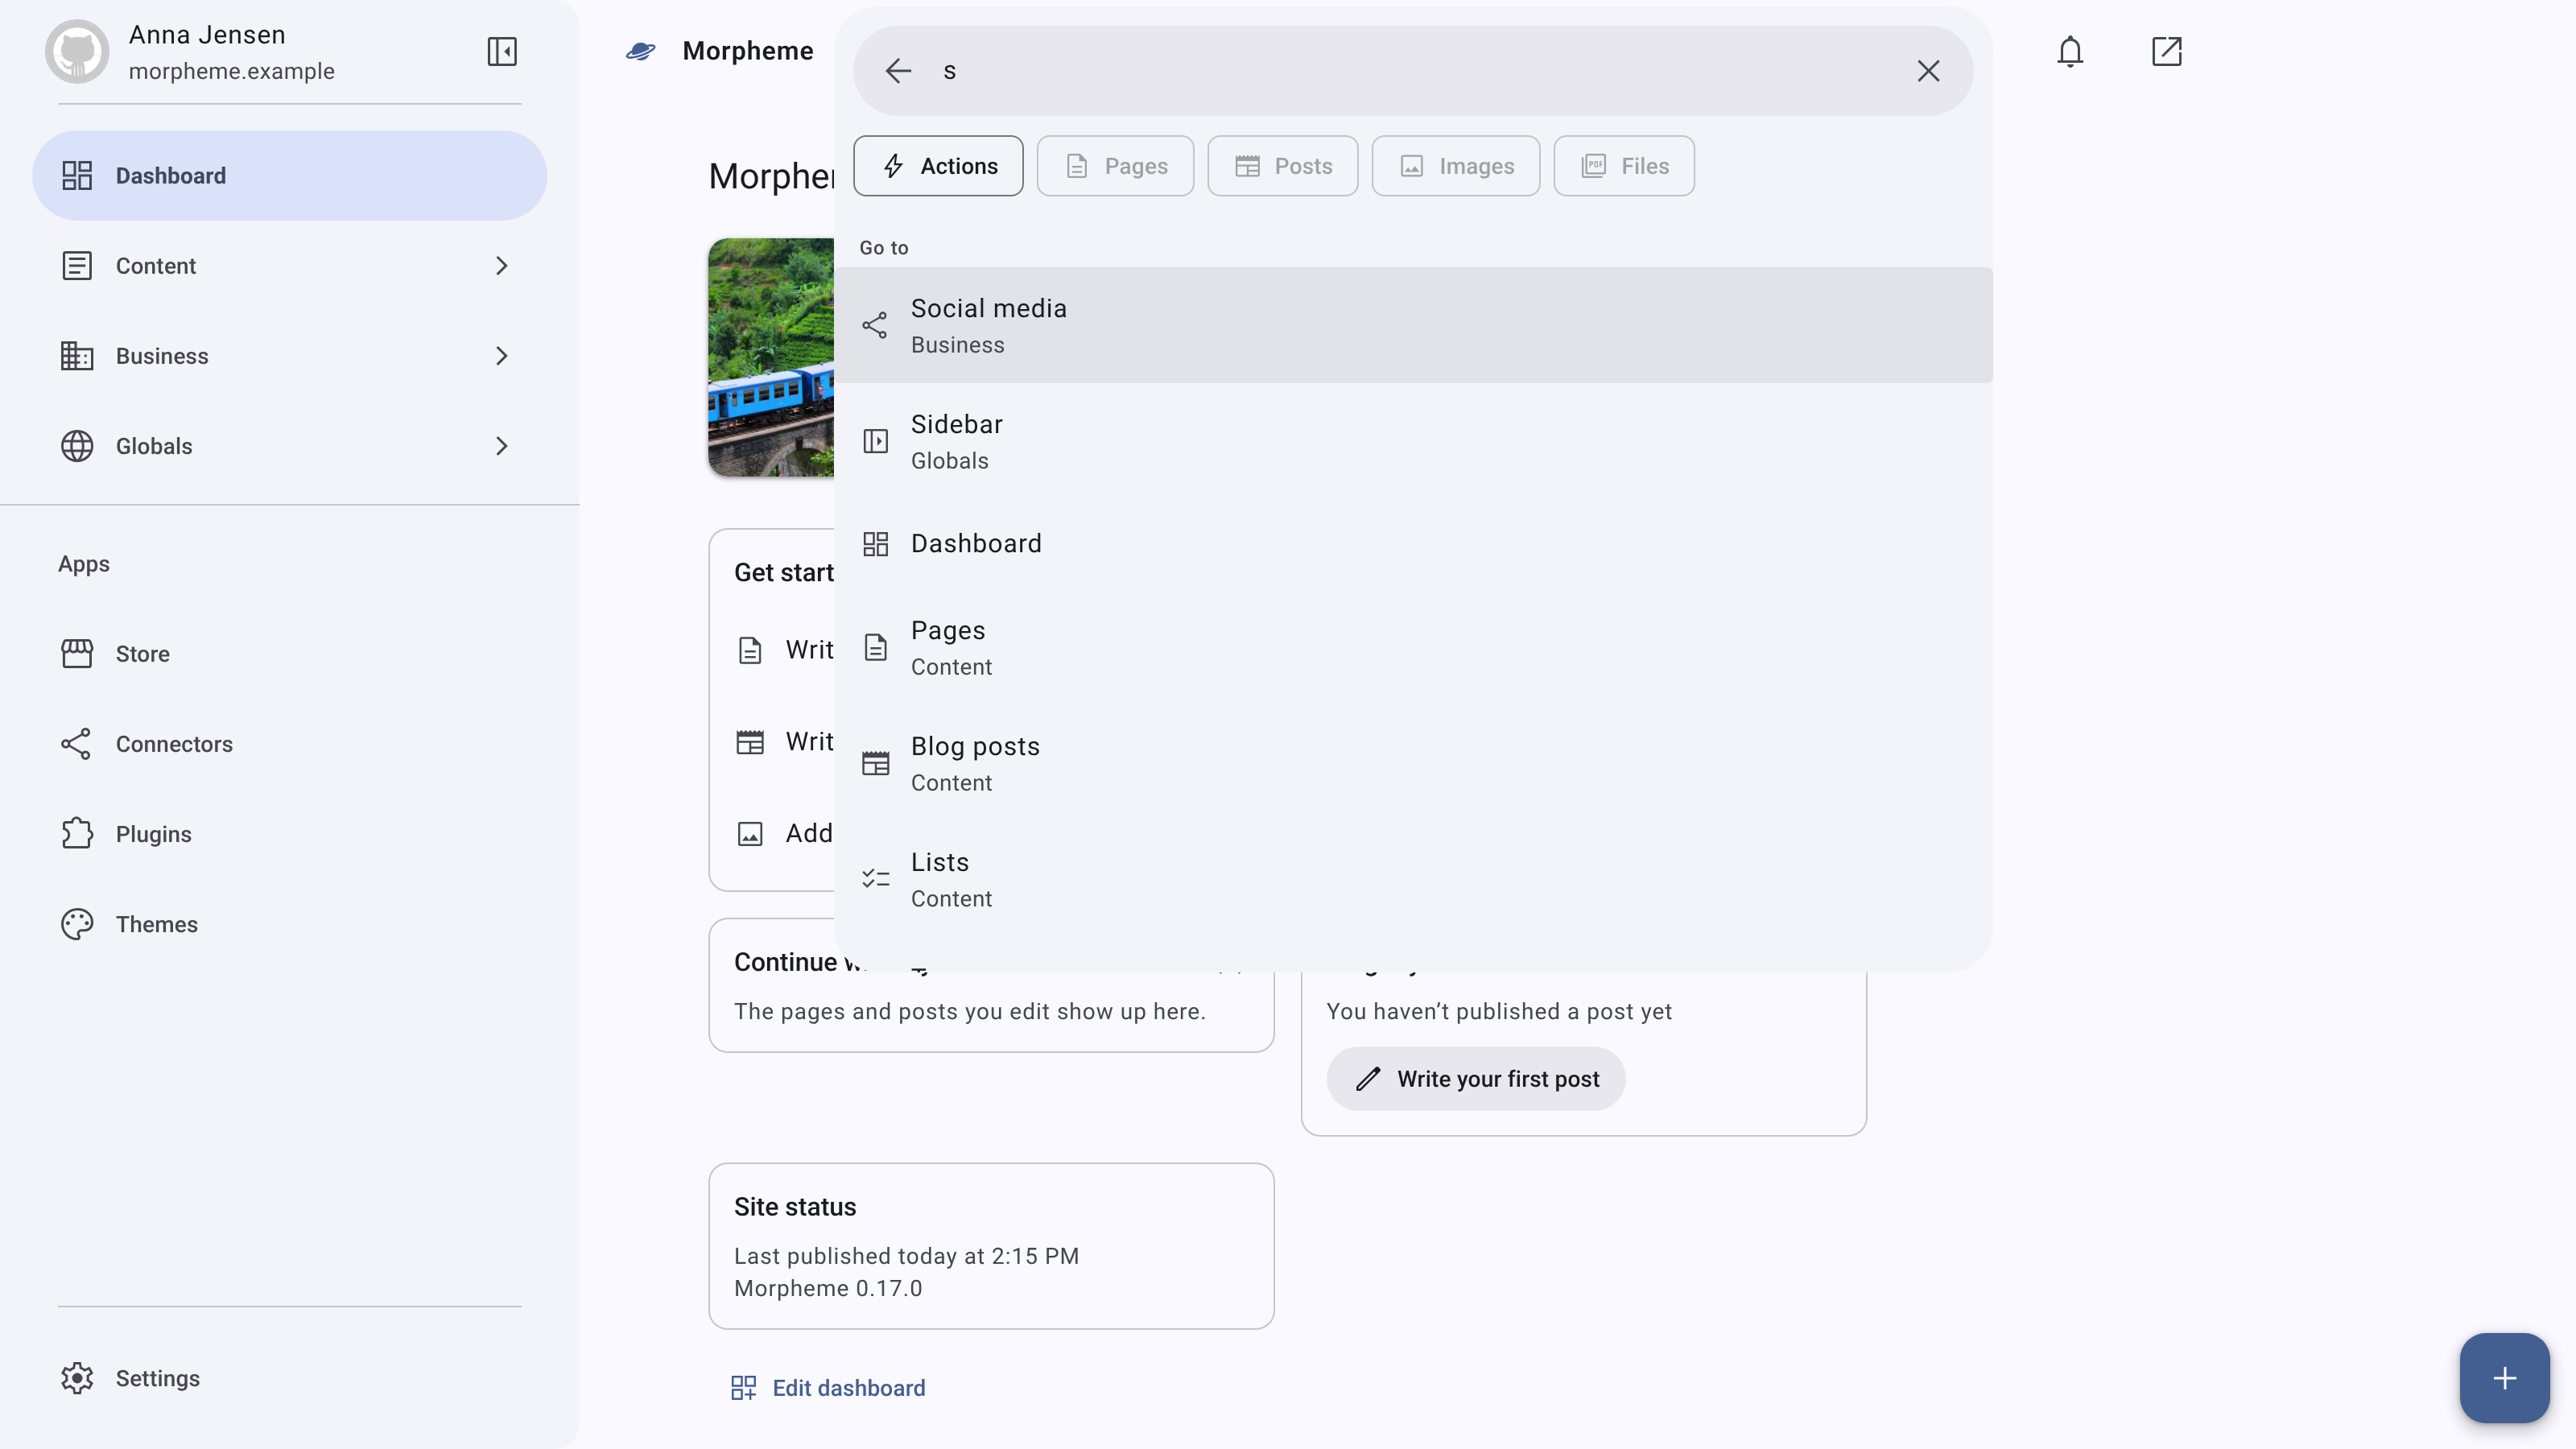 Anna Jensen
morpheme.example
Dashboard
Content
Business
Globals
Apps
Store
Connectors
Plugins
Themes
Settings
Morpheme
s
Actions
Pages
Posts
Images
Files
Go to
Social media
Business
Sidebar
Globals
Dashboard
Pages
Content
Blog posts
Content
Lists
Content
Get start
Writ
Writ
Add
Continue
The pages and posts you edit show up here.
You haven’t published a post yet
Write your first post
Site status
Last published today at 2:15 PM
Morpheme 0.17.0
Edit dashboard